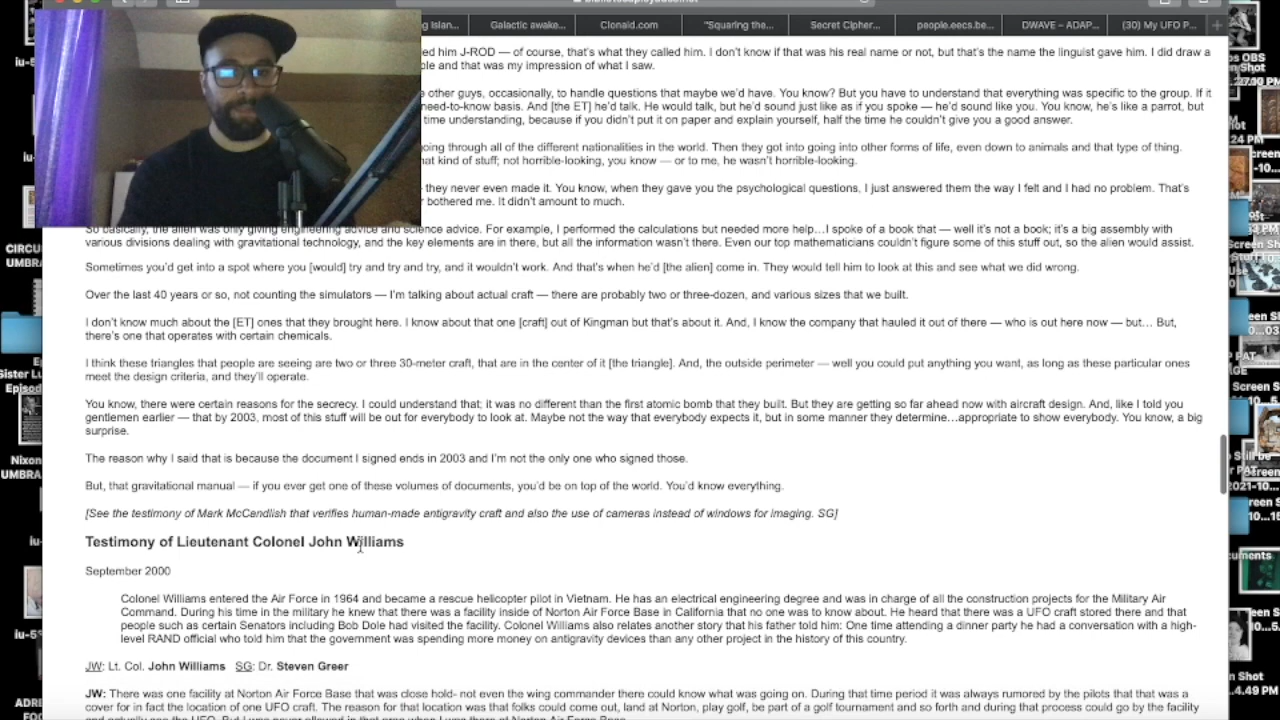 ng Islan...
Galactic awake...
Clonaid.com
"Squaring the...
Secret Cipher...
people.eecs.be...
DWAVE – ADAP...
(30) My UFO P...
ed him J-ROD — of course, that's what they called him. I don't know if that was his real name or not, but that's the name the linguist gave him. I did draw a
ple and that was my impression of what I saw.
e other guys, occasionally, to handle questions that maybe we'd have. You know? But you have to understand that everything was specific to the group. If it
need-to-know basis. And [the ET] he'd talk. He would talk, but he'd sound just like as if you spoke — he'd sound like you. You know, he's like a parrot, but
time understanding, because if you didn't put it on paper and explain yourself, half the time he couldn't give you a good answer.
going through all of the different nationalities in the world. Then they got into going into other forms of life, even down to animals and that type of thing.
hat kind of stuff; not horrible-looking, you know — or to me, he wasn't horrible-looking.
they never even made it. You know, when they gave you the psychological questions, I just answered them the way I felt and I had no problem. That's
bothered me. It didn't amount to much.
So basically, the alien was only giving engineering advice and science advice. For example, I performed the calculations but needed more help…I spoke of a book that — well it's not a book; it's a big assembly with
various divisions dealing with gravitational technology, and the key elements are in there, but all the information wasn't there. Even our top mathematicians couldn't figure some of this stuff out, so the alien would assist.
Sometimes you'd get into a spot where you [would] try and try and try, and it wouldn't work. And that's when he'd [the alien] come in. They would tell him to look at this and see what we did wrong.
Over the last 40 years or so, not counting the simulators — I'm talking about actual craft — there are probably two or three-dozen, and various sizes that we built.
I don't know much about the [ET] ones that they brought here. I know about that one [craft] out of Kingman but that's about it. And, I know the company that hauled it out of there — who is out here now — but… But,
there's one that operates with certain chemicals.
I think these triangles that people are seeing are two or three 30-meter craft, that are in the center of it [the triangle]. And, the outside perimeter — well you could put anything you want, as long as these particular ones
meet the design criteria, and they'll operate.
You know, there were certain reasons for the secrecy. I could understand that; it was no different than the first atomic bomb that they built. But they are getting so far ahead now with aircraft design. And, like I told you
gentlemen earlier — that by 2003, most of this stuff will be out for everybody to look at. Maybe not the way that everybody expects it, but in some manner they determine…appropriate to show everybody. You know, a big
surprise.
The reason why I said that is because the document I signed ends in 2003 and I'm not the only one who signed those.
But, that gravitational manual — if you ever get one of these volumes of documents, you'd be on top of the world. You'd know everything.
[See the testimony of Mark McCandlish that verifies human-made antigravity craft and also the use of cameras instead of windows for imaging. SG]
Testimony of Lieutenant Colonel John Williams
September 2000
Colonel Williams entered the Air Force in 1964 and became a rescue helicopter pilot in Vietnam. He has an electrical engineering degree and was in charge of all the construction projects for the Military Air
Command. During his time in the military he knew that there was a facility inside of Norton Air Force Base in California that no one was to know about. He heard that there was a UFO craft stored there and that
people such as certain Senators including Bob Dole had visited the facility. Colonel Williams also relates another story that his father told him: One time attending a dinner party he had a conversation with a high-
level RAND official who told him that the government was spending more money on antigravity devices than any other project in the history of this country.
JW: Lt. Col. John Williams SG: Dr. Steven Greer
JW: There was one facility at Norton Air Force Base that was close hold- not even the wing commander there could know what was going on. During that time period it was always rumored by the pilots that that was a
cover for in fact the location of one UFO craft. The reason for that location was that folks could come out, land at Norton, play golf, be part of a golf tournament and so forth and during that process could go by the facility